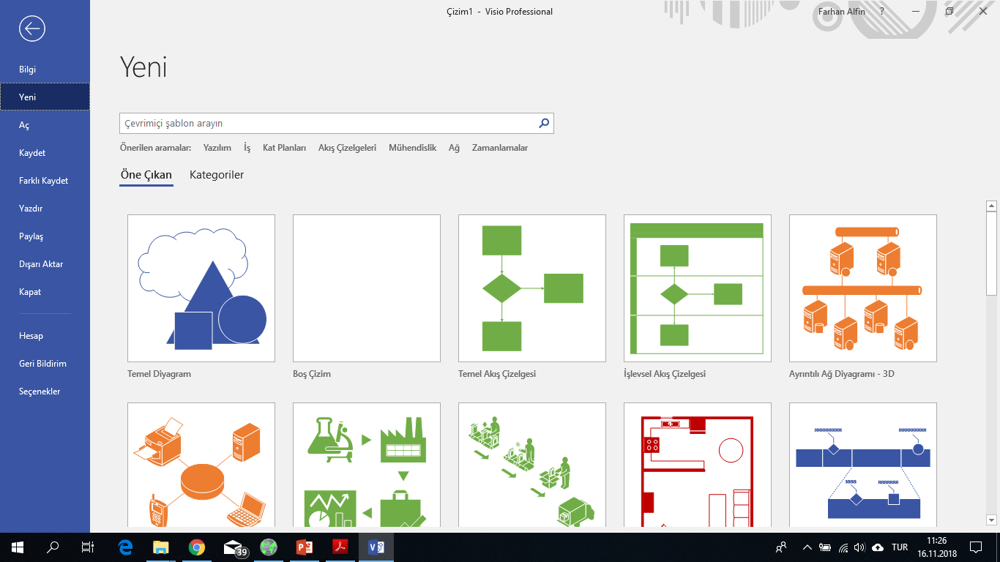 Çizim1 - Visio Professional
Farhan Alfin ?
Bilgi
Yeni
Aç
Kaydet
Farklı Kaydet
Yazdır
Paylaş
Dışarı Aktar
Kapat
Hesap
Geri Bildirim
Seçenekler
Yeni
Çevrimiçi şablon arayın
Önerilen aramalar: Yazılım İş Kat Planları Akış Çizelgeleri Mühendislik Ağ Zamanlamalar
Öne Çıkan Kategoriler
Temel Diyagram Boş Çizim Temel Akış Çizelgesi İşlevsel Akış Çizelgesi Ayrıntılı Ağ Diyagramı - 3D
39
TUR
11:26
16.11.2018